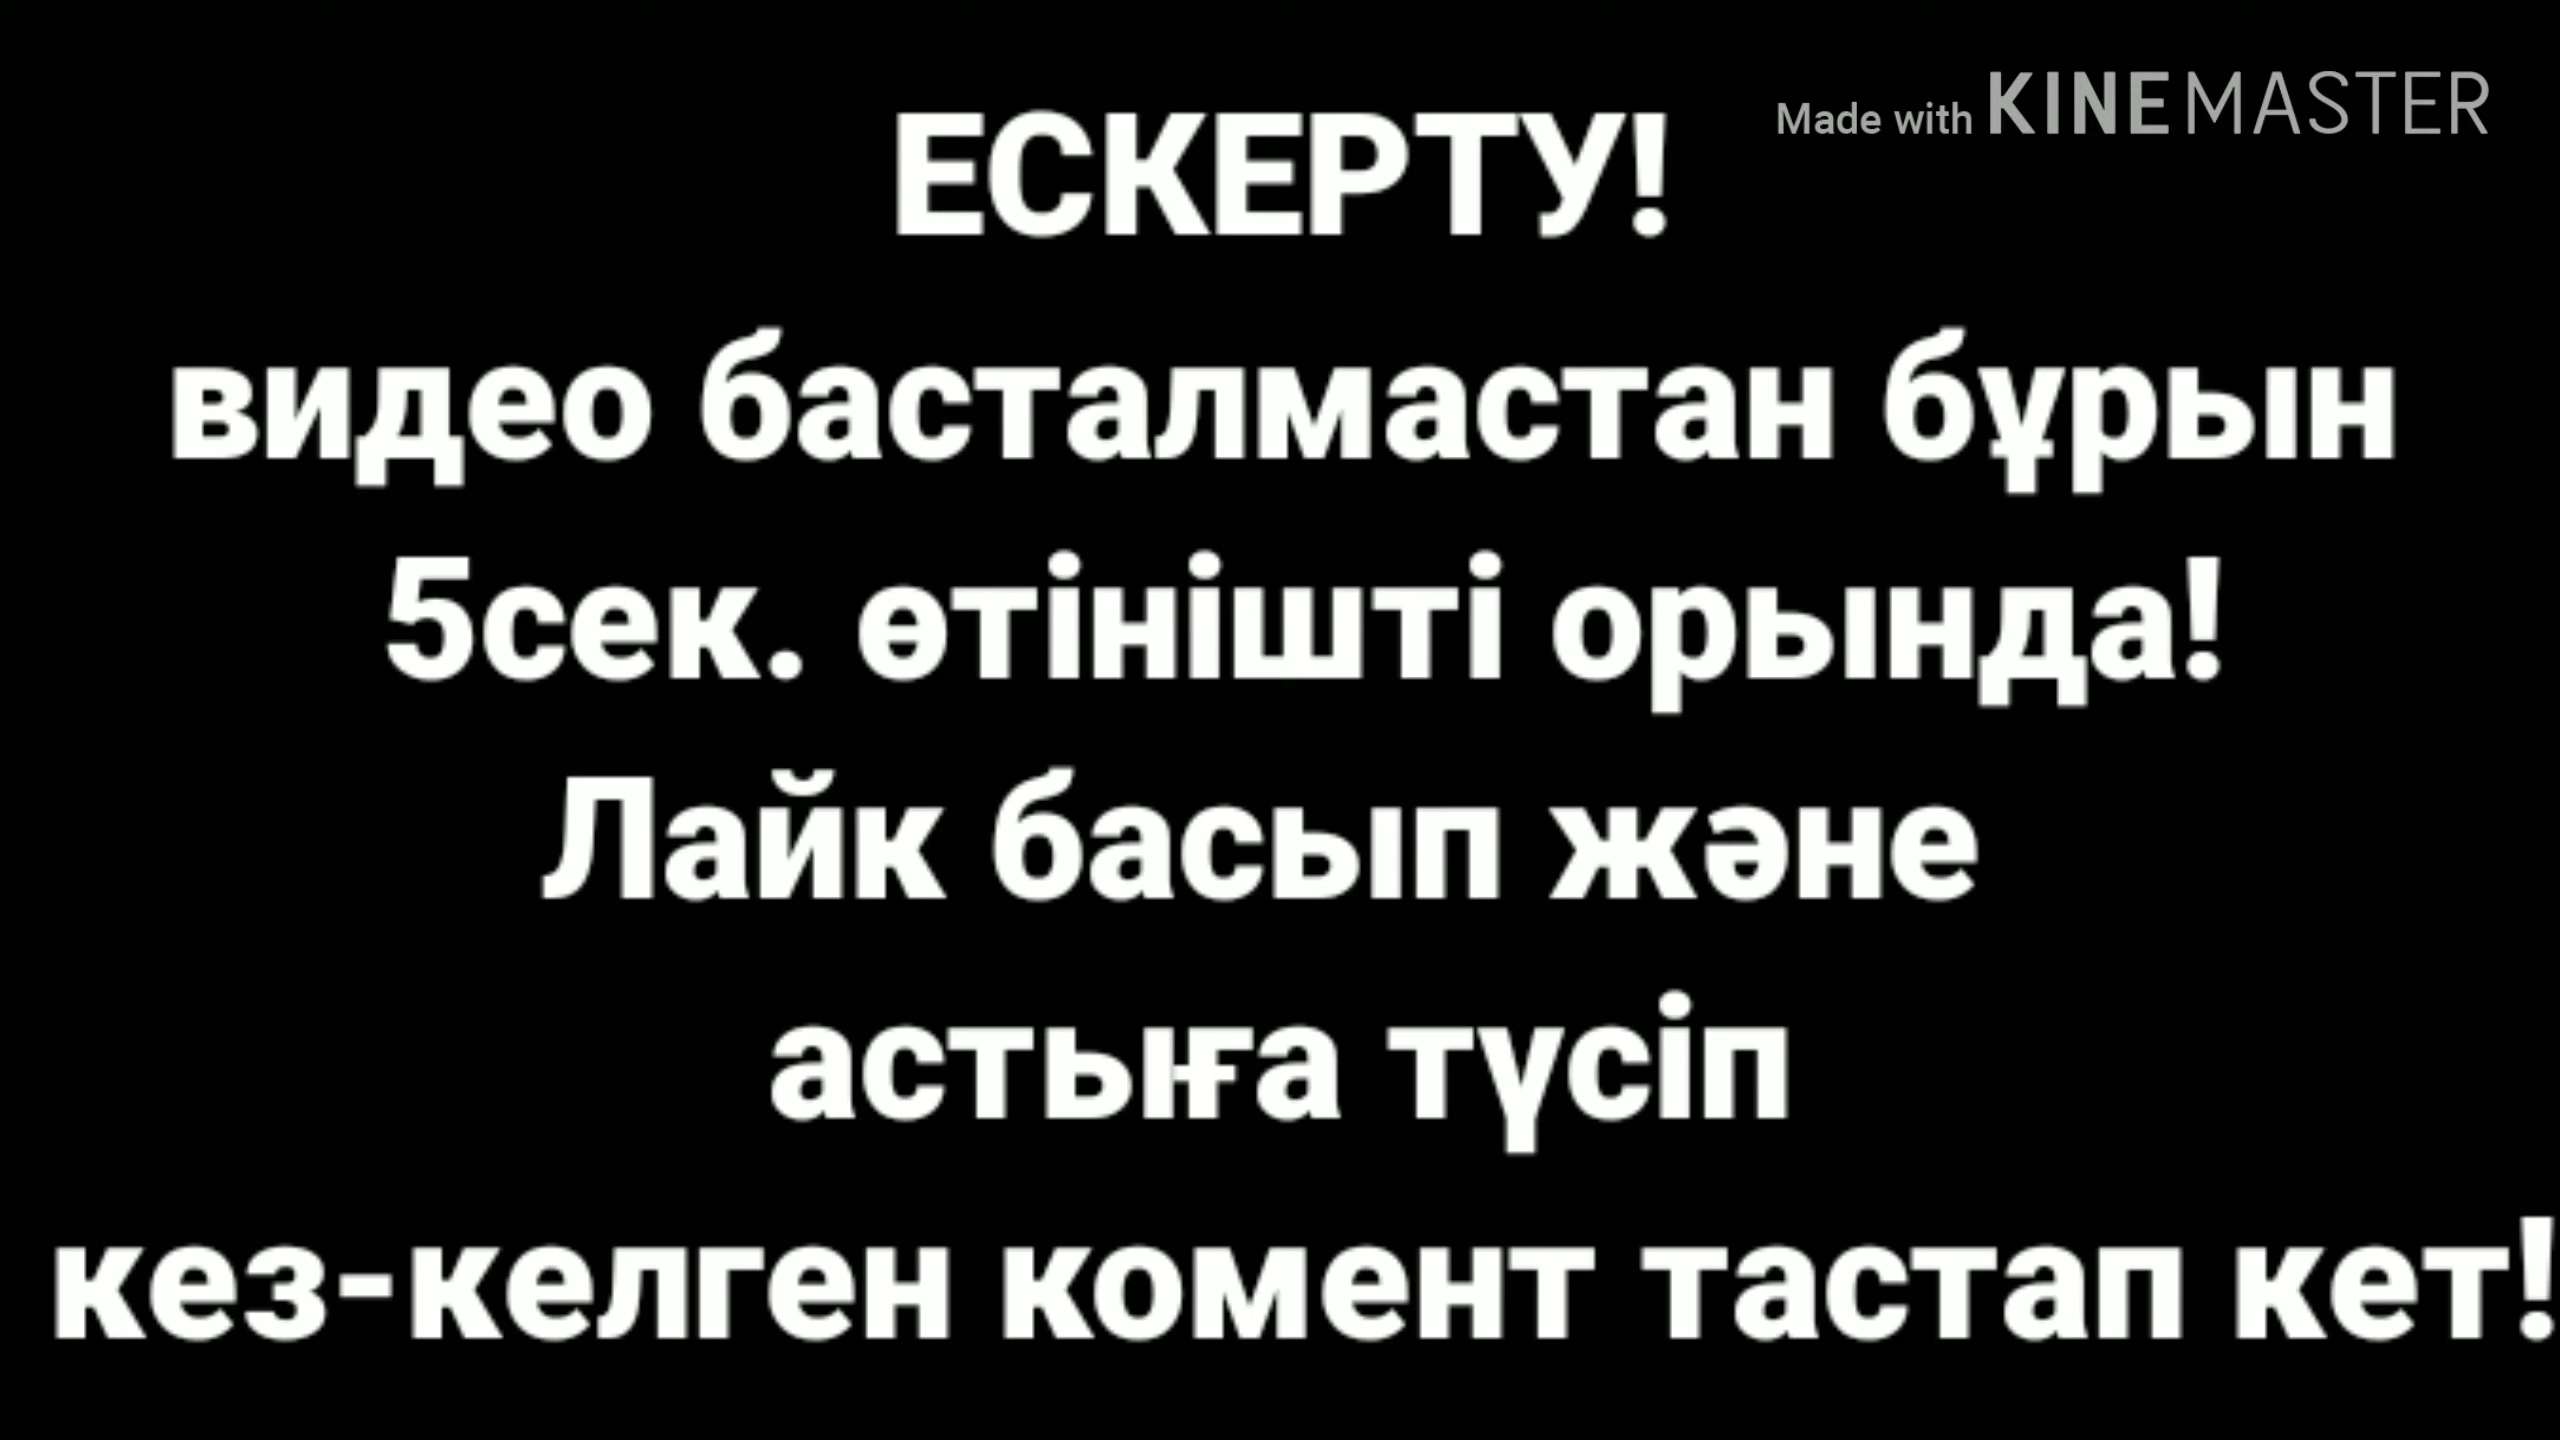 Made with KINEMASTER
ЕСКЕРТУ!
видео басталмастан бұрын
5сек. өтінішті орында!
Лайк басып және
астыға түсіп
кез-келген комент тастап кет!